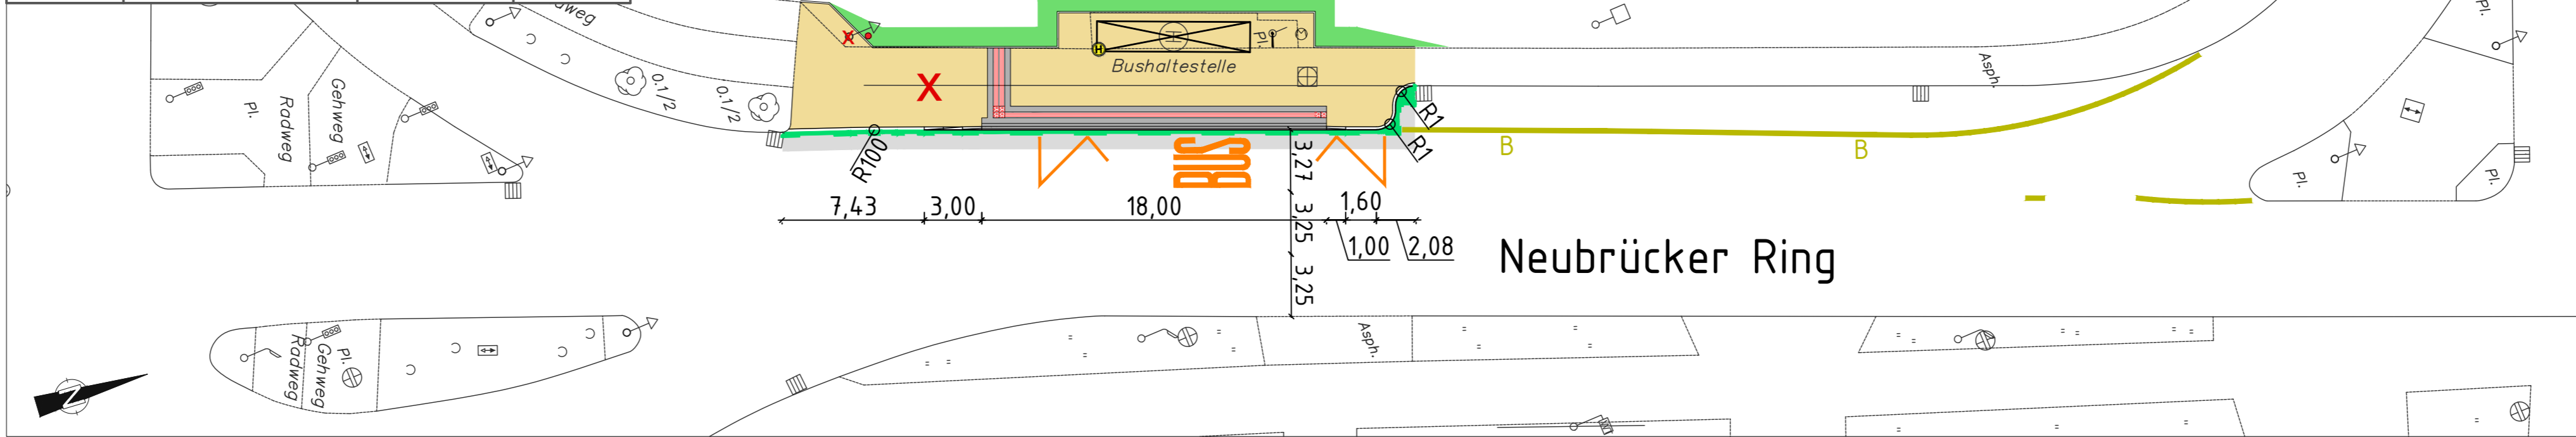 dweg
0.1/2
0.1/2
Pl.
Radweg
Gehweg
X
X
H
H
Pl.
Bushaltestelle
R100
R1
R1
BUS
B
B
Asph.
Pl.
Pl.
Pl.
7,43
3,00
18,00
1,60
1,00
2,08
3,27
3,25
3,25
Neubrücker Ring
Radweg
Gehweg
Pl.
Asph.
N